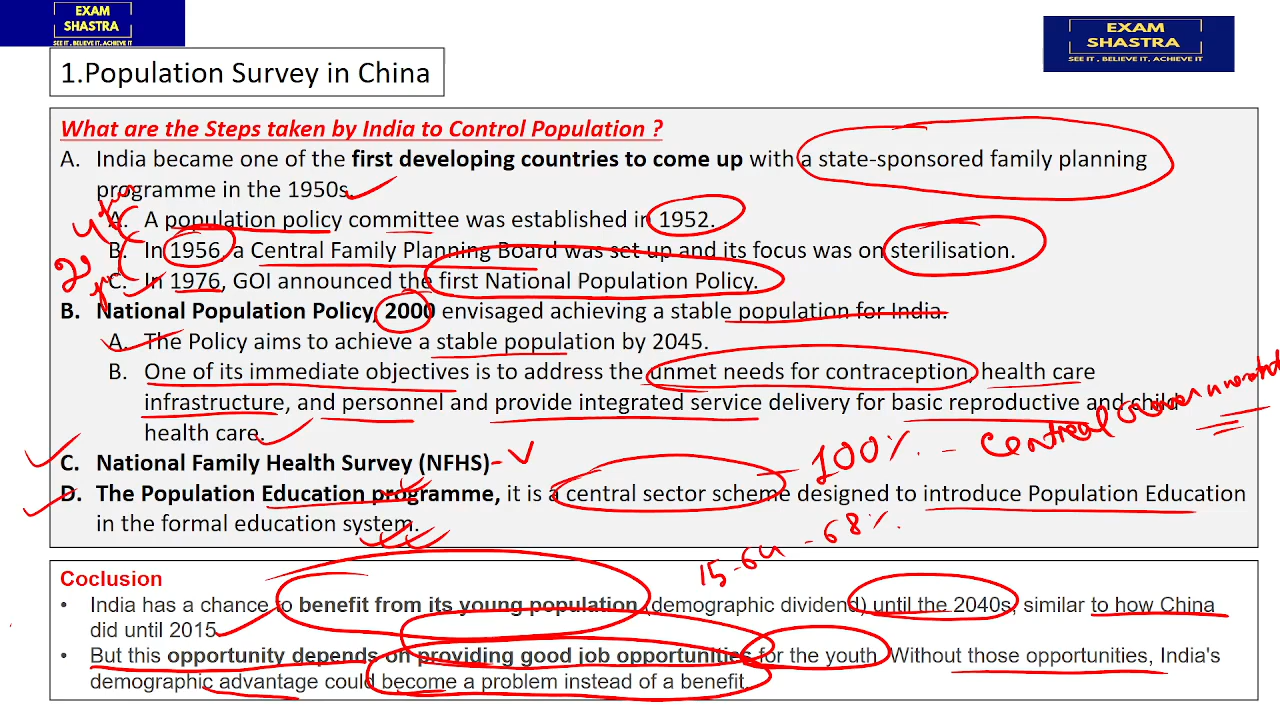 EXAM
SHASTRA
SEE IT , BELIEVE IT, ACHIEVE IT
EXAM
SHASTRA
SEE IT , BELIEVE IT, ACHIEVE IT
1.Population Survey in China
What are the Steps taken by India to Control Population ?
A. India became one of the first developing countries to come up with a state-sponsored family planning
programme in the 1950s.
A. A population policy committee was established in 1952.
B. In 1956, a Central Family Planning Board was set up and its focus was on sterilisation.
C. In 1976, GOI announced the first National Population Policy.
B. National Population Policy, 2000 envisaged achieving a stable population for India.
A. The Policy aims to achieve a stable population by 2045.
B. One of its immediate objectives is to address the unmet needs for contraception, health care
infrastructure, and personnel and provide integrated service delivery for basic reproductive and child
health care.
C. National Family Health Survey (NFHS)
100% - Central Government
D. The Population Education programme, it is a central sector scheme designed to introduce Population Education
in the formal education system.
15-64 - 68%
Coclusion
• India has a chance to benefit from its young population (demographic dividend) until the 2040s, similar to how China
did until 2015.
• But this opportunity depends on providing good job opportunities for the youth. Without those opportunities, India's
demographic advantage could become a problem instead of a benefit.